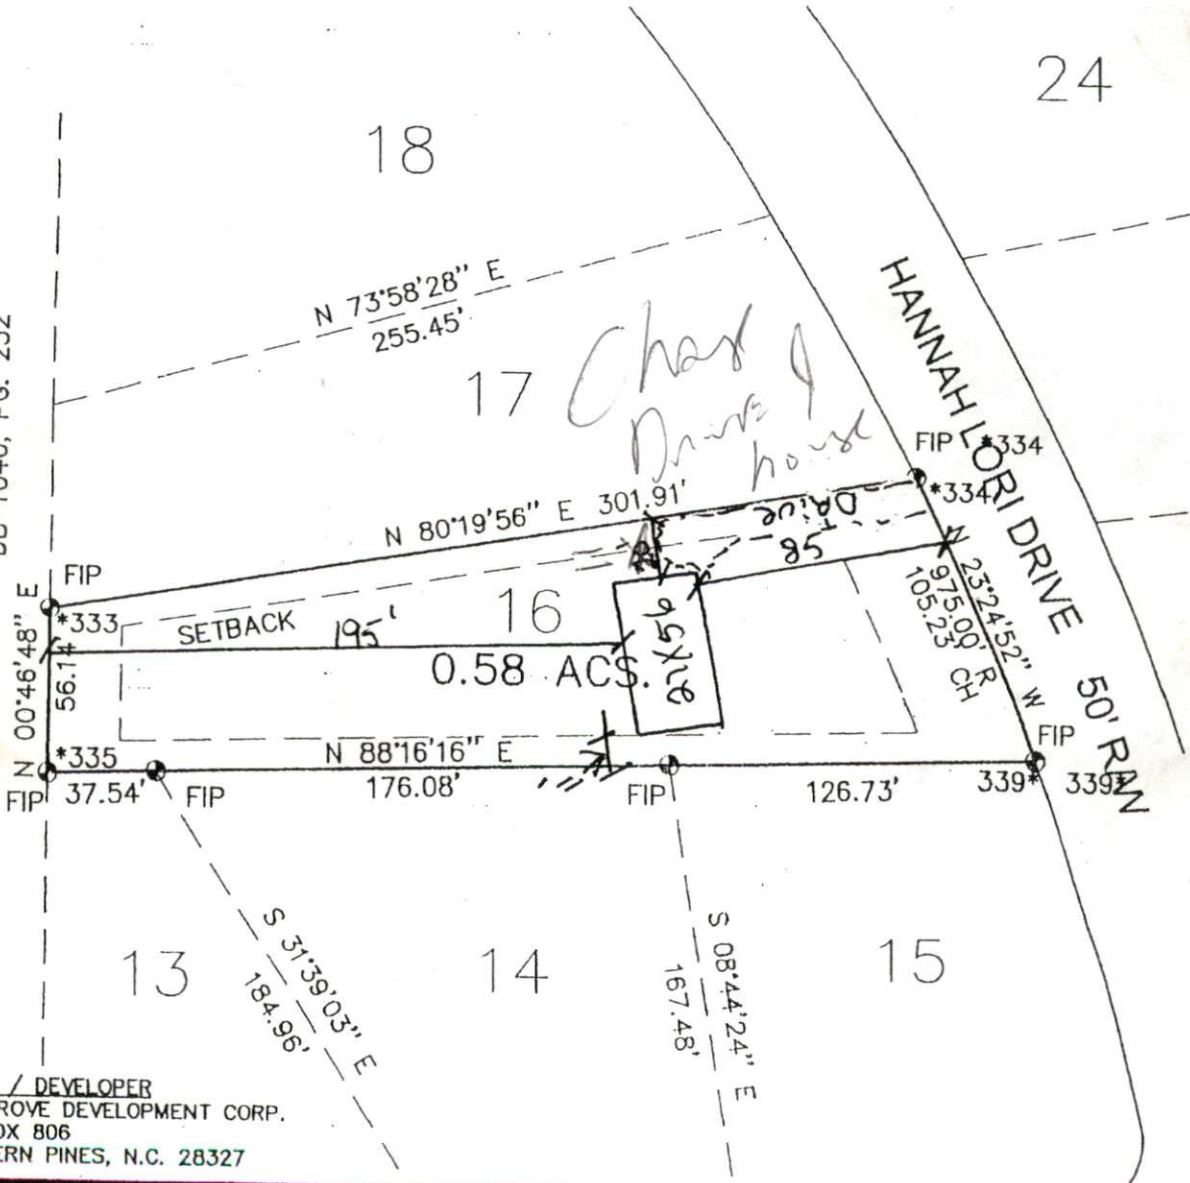 24
18
N 73°58'28" E
255.45'
17
house
HANNAH LORI DRIVE 50' R/W
FIP *334
*334
N 80°19'56" E 301.91'
Drive
58
N 23°24'52" W
975.00' R
105.23' CH
FIP
*333
SETBACK
195'
16
0.58 ACS.
N 00°46'48" E
56.14'
*335
FIP
37.54'
FIP
N 88°16'16" E
176.08'
FIP
126.73'
FIP
339*
339*
13
S 31°39'03" E
184.96'
14
S 08°44'24" E
167.48'
15
/ DEVELOPER
ROVE DEVELOPMENT CORP.
OX 806
ERN PINES, N.C. 28327